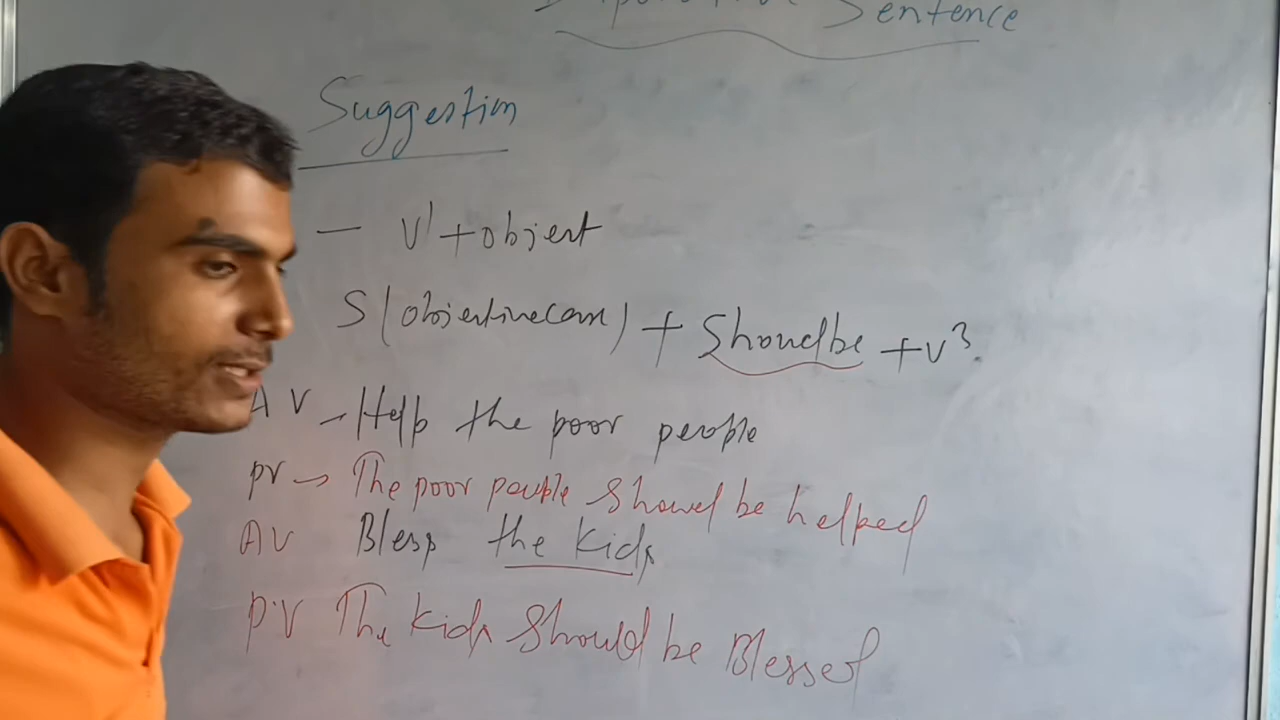 Sentence
Suggestion
— V¹ + object
S (objective case) + Should be + V³.
AV – Help the poor people
PV → The poor people should be helped
AV Bless the kids
P.V The kids should be Blessed